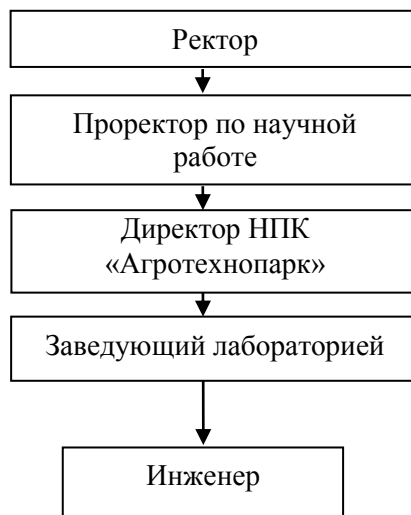 Ректор
Проректор по научной
работе
Директор НПК
«Агротехнопарк»
Заведующий лабораторией
Инженер